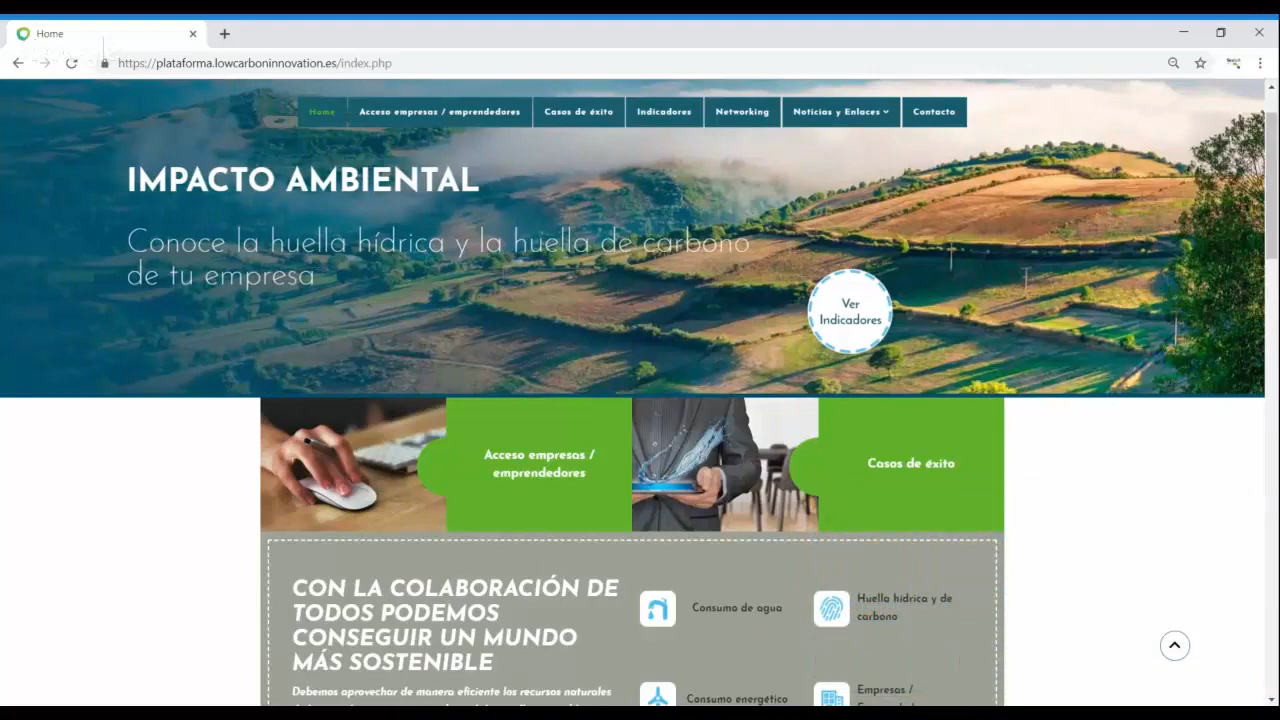 Home
https://plataforma.lowcarboninnovation.es/index.php
Home
Acceso empresas / emprendedores
Casos de éxito
Indicadores
Networking
Noticias y Enlaces
Contacto
IMPACTO AMBIENTAL
Conoce la huella hídrica y la huella de carbono
de tu empresa
Ver
Indicadores
Acceso empresas /
emprendedores
Casos de éxito
CON LA COLABORACIÓN DE
TODOS PODEMOS
CONSEGUIR UN MUNDO
MÁS SOSTENIBLE
Debemos aprovechar de manera eficiente los recursos naturales
Consumo de agua
Huella hídrica y de
carbono
Consumo energético
Empresas /